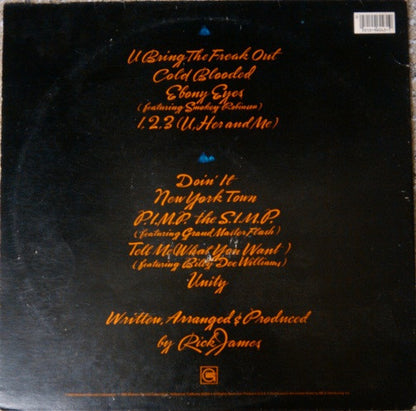 U Bring The Freak Out
Cold Blooded
Ebony Eyes
(featuring Smokey Robinson)
1,2,3 (U, Her and Me)
Doin' It
New York Town
P.I.M.P. the S.I.M.P.
(featuring Grand Master Flash)
Tell Me (What You Want)
(featuring Billy Dee Williams)
Unity
Written, Arranged & Produced
by Rick James